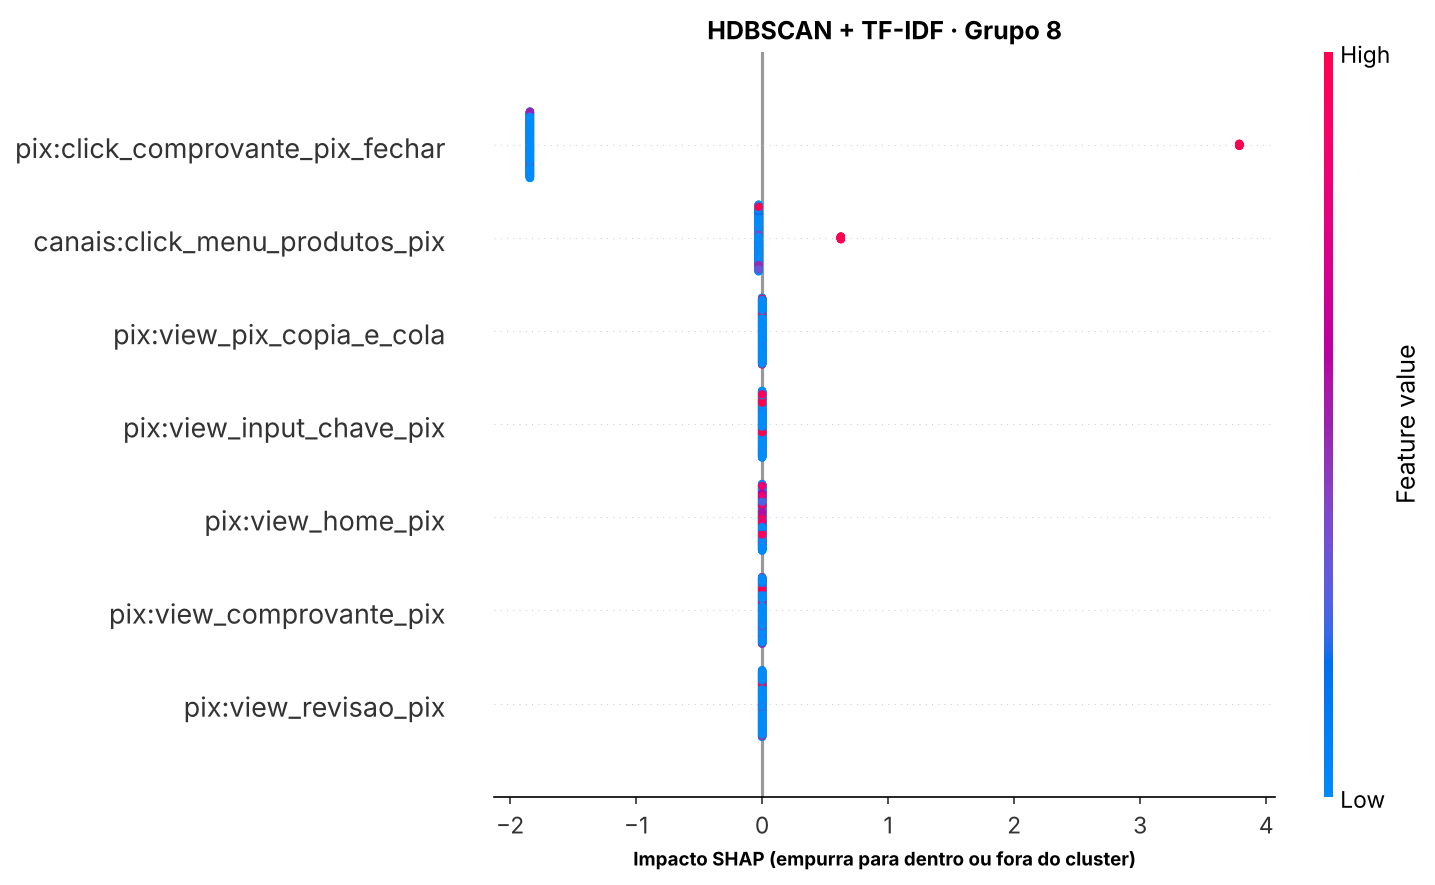 HDBSCAN + TF-IDF · Grupo 8
High
pix:click_comprovante_pix_fechar
canais:click_menu_produtos_pix
pix:view_pix_copia_e_cola
pix:view_input_chave_pix
pix:view_home_pix
pix:view_comprovante_pix
pix:view_revisao_pix
Feature value
Low
−2 −1 0 1 2 3 4
Impacto SHAP (empurra para dentro ou fora do cluster)